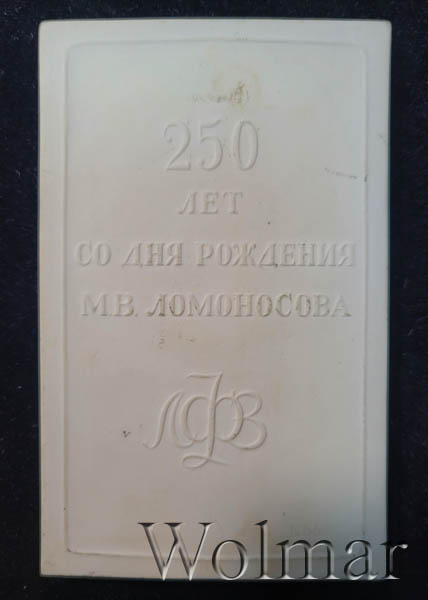 250
ЛЕТ
СО ДНЯ РОЖДЕНИЯ
М.В. ЛОМОНОСОВА
ЛФЗ
Wolmar